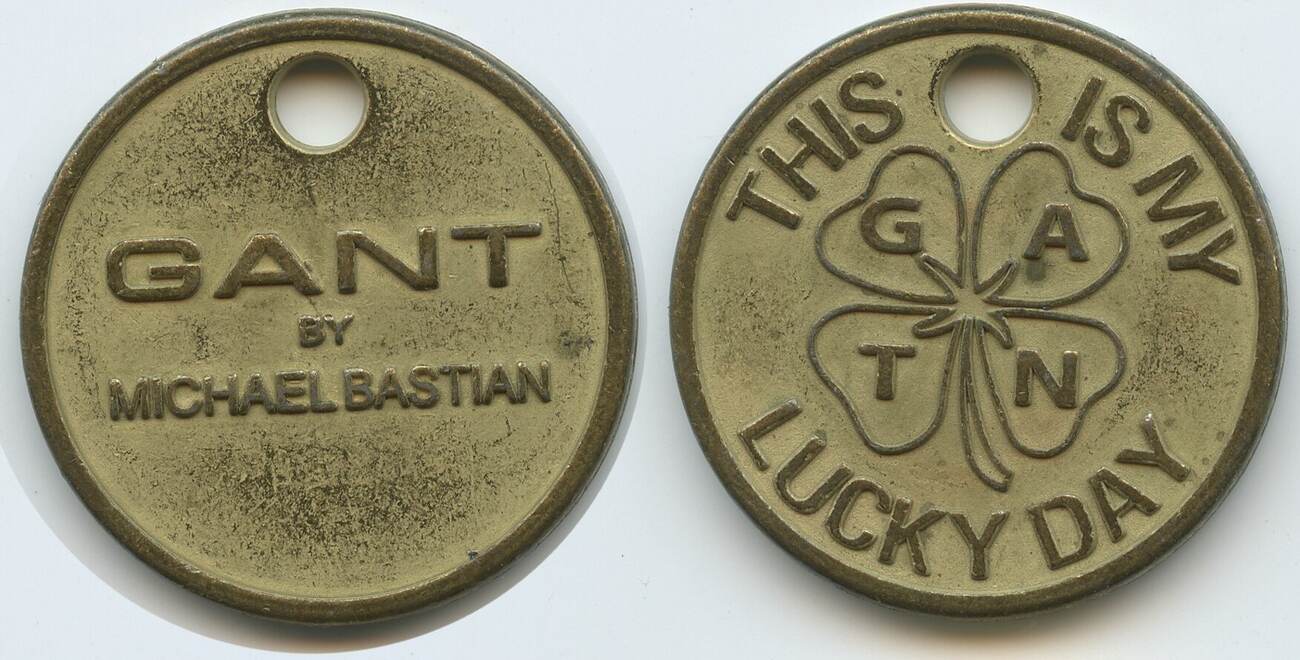 GANT
BY
MICHAEL BASTIAN
THIS IS MY
G A
T N
LUCKY DAY